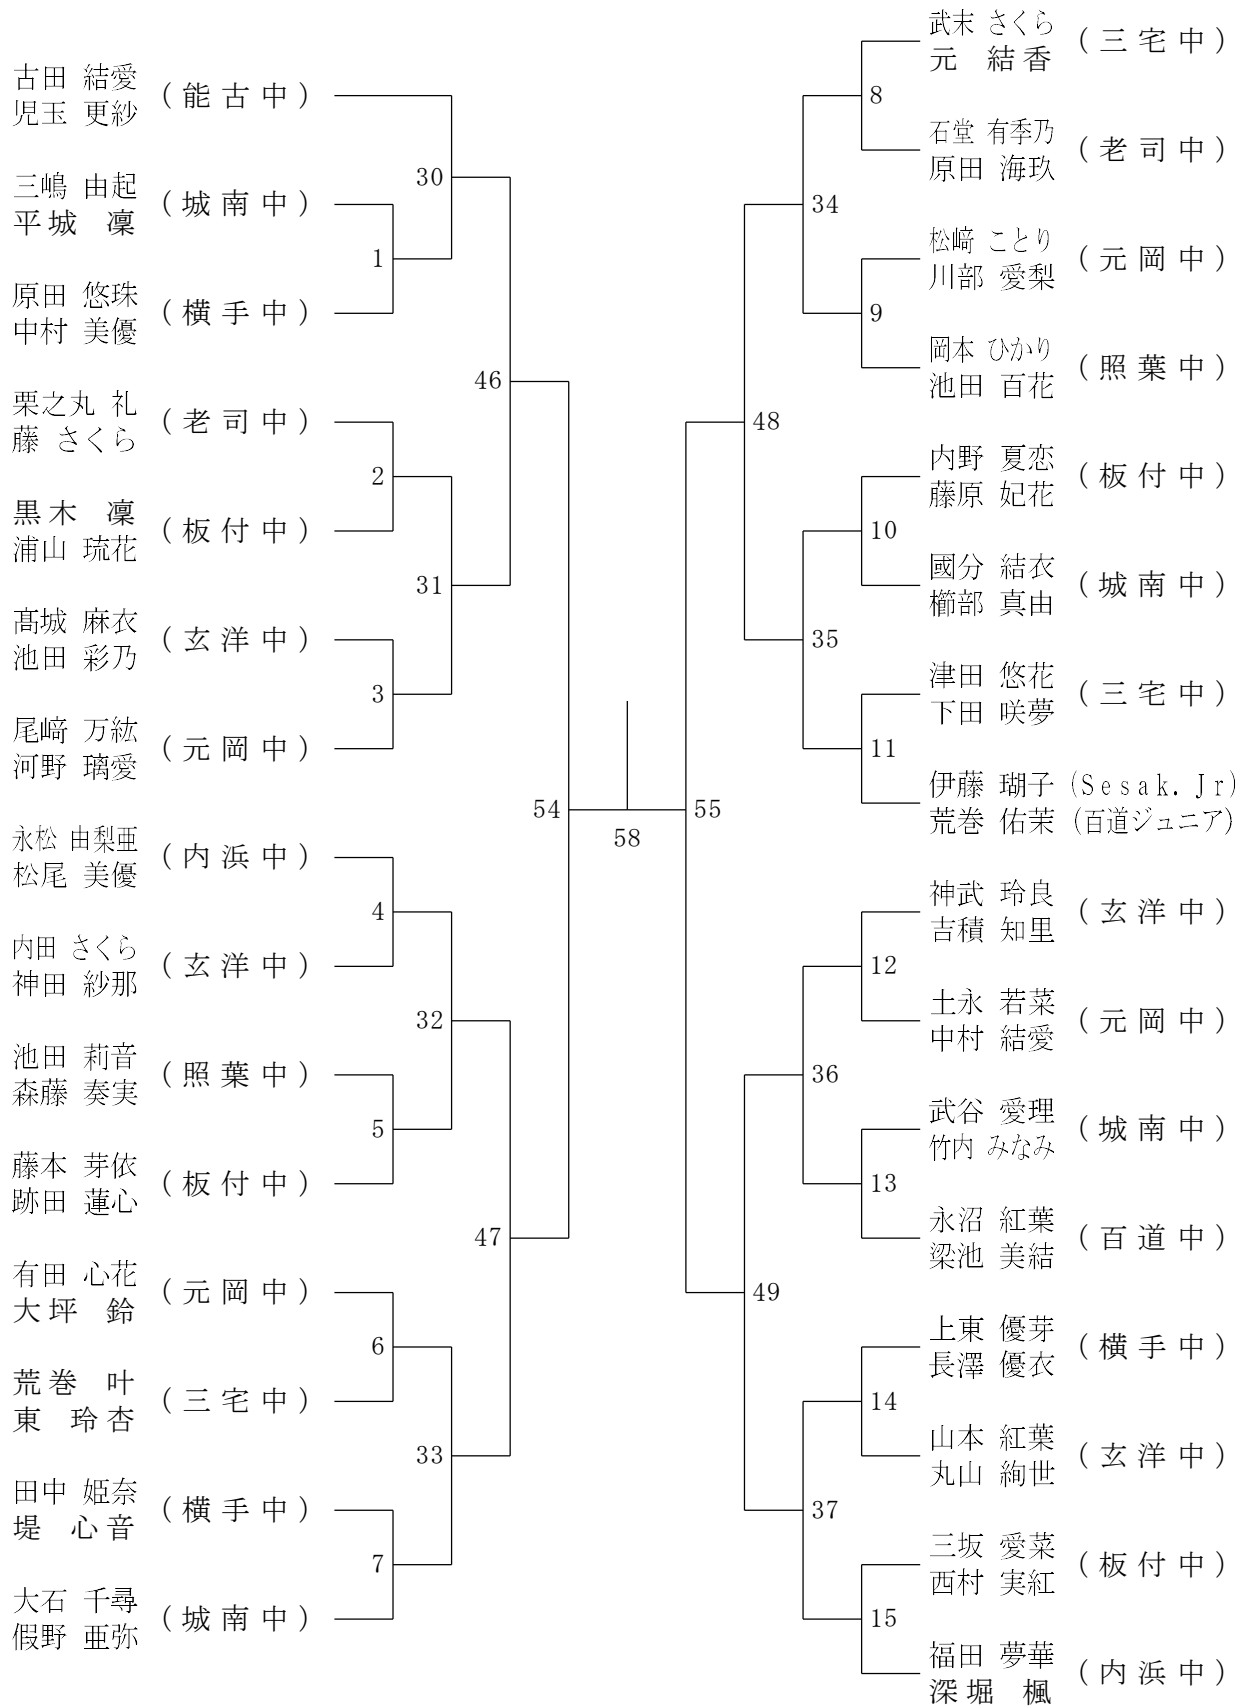 古田 結愛
児玉 更紗
(能古中)
三嶋 由起
平城 凜
(城南中)
原田 悠珠
中村 美優
(横手中)
栗之丸 礼
藤 さくら
(老司中)
黒木 凜
浦山 琉花
(板付中)
髙城 麻衣
池田 彩乃
(玄洋中)
尾﨑 万紘
河野 璃愛
(元岡中)
永松 由梨亜
松尾 美優
(内浜中)
内田 さくら
神田 紗那
(玄洋中)
池田 莉音
森藤 奏実
(照葉中)
藤本 芽依
跡田 蓮心
(板付中)
有田 心花
大坪 鈴
(元岡中)
荒巻 叶
東 玲杏
(三宅中)
田中 姫奈
堤 心音
(横手中)
大石 千尋
假野 亜弥
(城南中)
1
2
3
4
5
6
7
30
31
32
33
46
47
54
58
55
48
49
34
35
36
37
8
9
10
11
12
13
14
15
武末 さくら
元 結香
(三宅中)
石堂 有季乃
原田 海玖
(老司中)
松﨑 ことり
川部 愛梨
(元岡中)
岡本 ひかり
池田 百花
(照葉中)
内野 夏恋
藤原 妃花
(板付中)
國分 結衣
櫛部 真由
(城南中)
津田 悠花
下田 咲夢
(三宅中)
伊藤 瑚子 (Sesak. Jr)
荒巻 佑茉 (百道ジュニア)
神武 玲良
吉積 知里
(玄洋中)
土永 若菜
中村 結愛
(元岡中)
武谷 愛理
竹内 みなみ
(城南中)
永沼 紅葉
梁池 美結
(百道中)
上東 優芽
長澤 優衣
(横手中)
山本 紅葉
丸山 絢世
(玄洋中)
三坂 愛菜
西村 実紅
(板付中)
福田 夢華
深堀 楓
(内浜中)